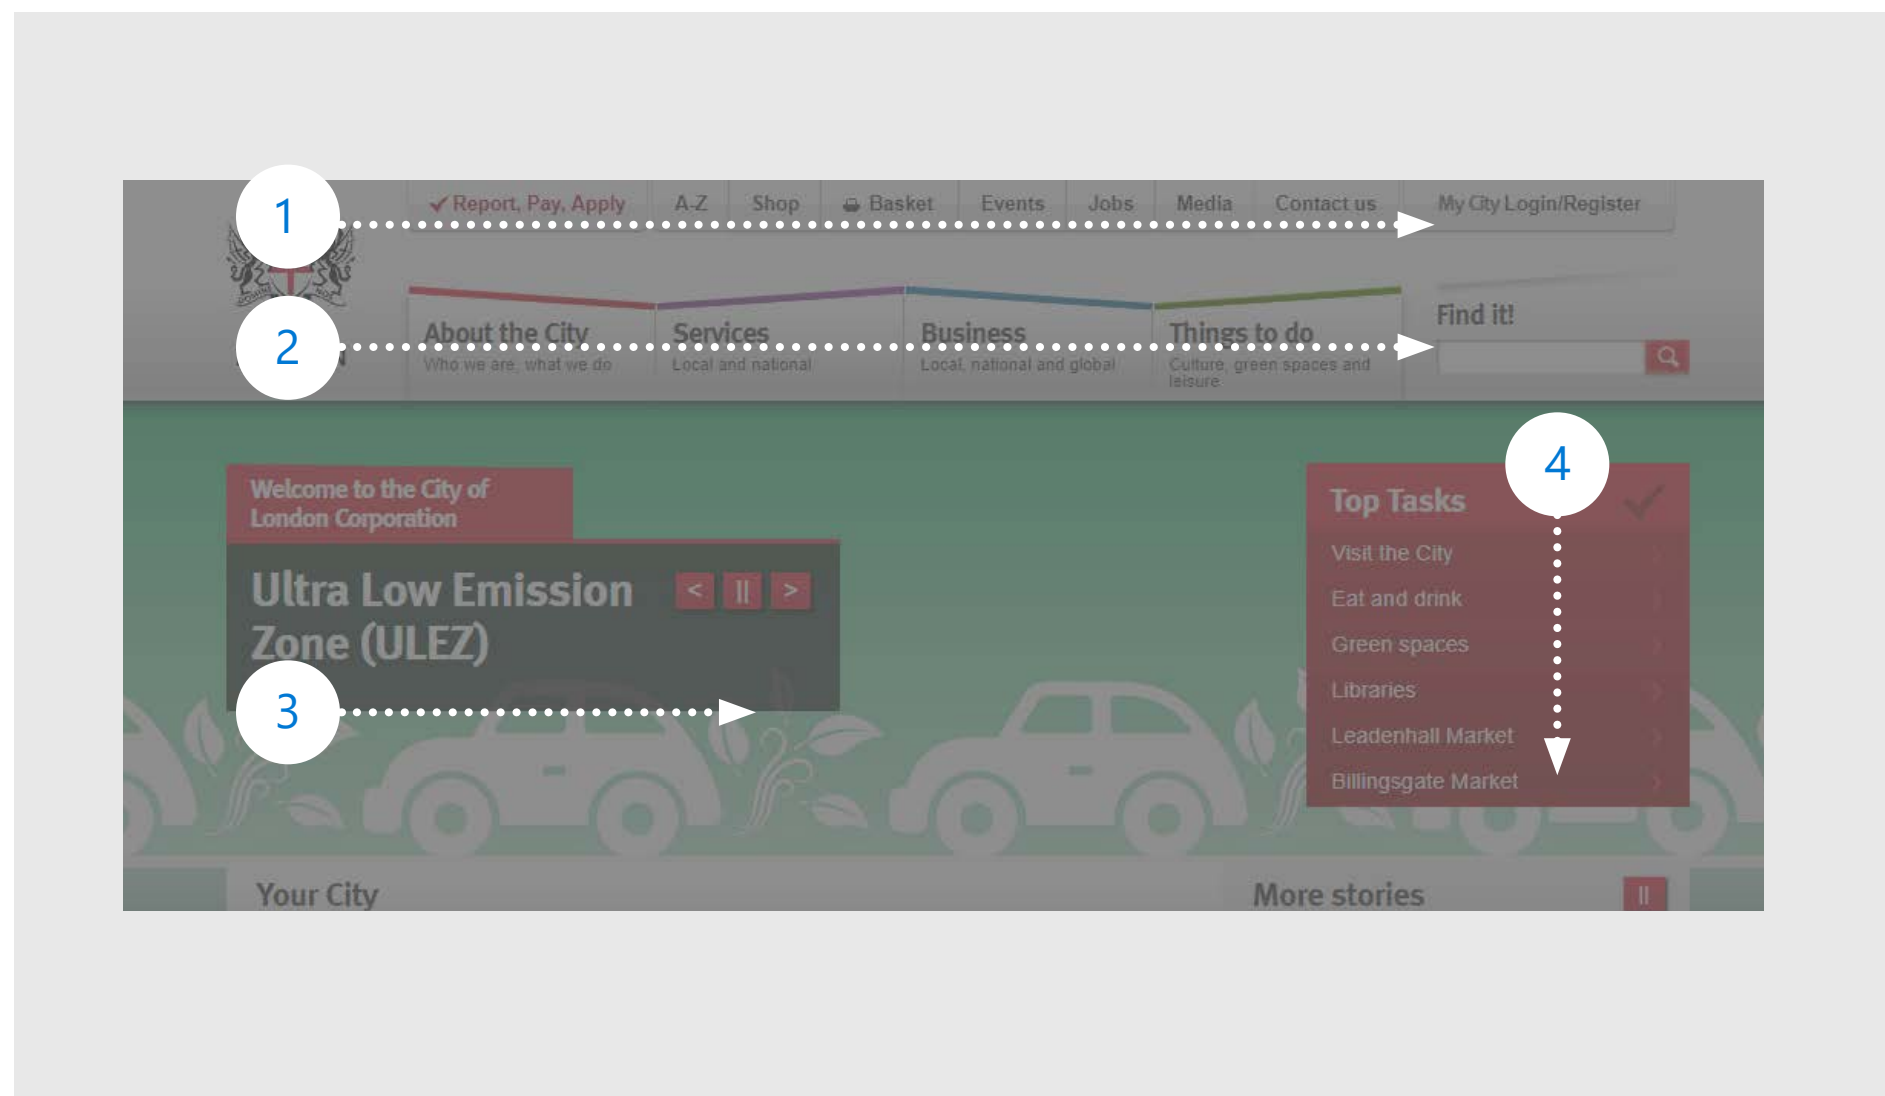 1
Report, Pay, Apply A-Z Shop Basket Events Jobs Media Contact us My City Login/Register
2
About the City
Who we are, what we do
Services
Local and national
Business
Local, national and global
Things to do
Culture, green spaces and
leisure
Find it!
Welcome to the City of
London Corporation
Ultra Low Emission
Zone (ULEZ)
< || >
3
4
Top Tasks
Visit the City
Eat and drink
Green spaces
Libraries
Leadenhall Market
Billingsgate Market
Your City
More stories
||